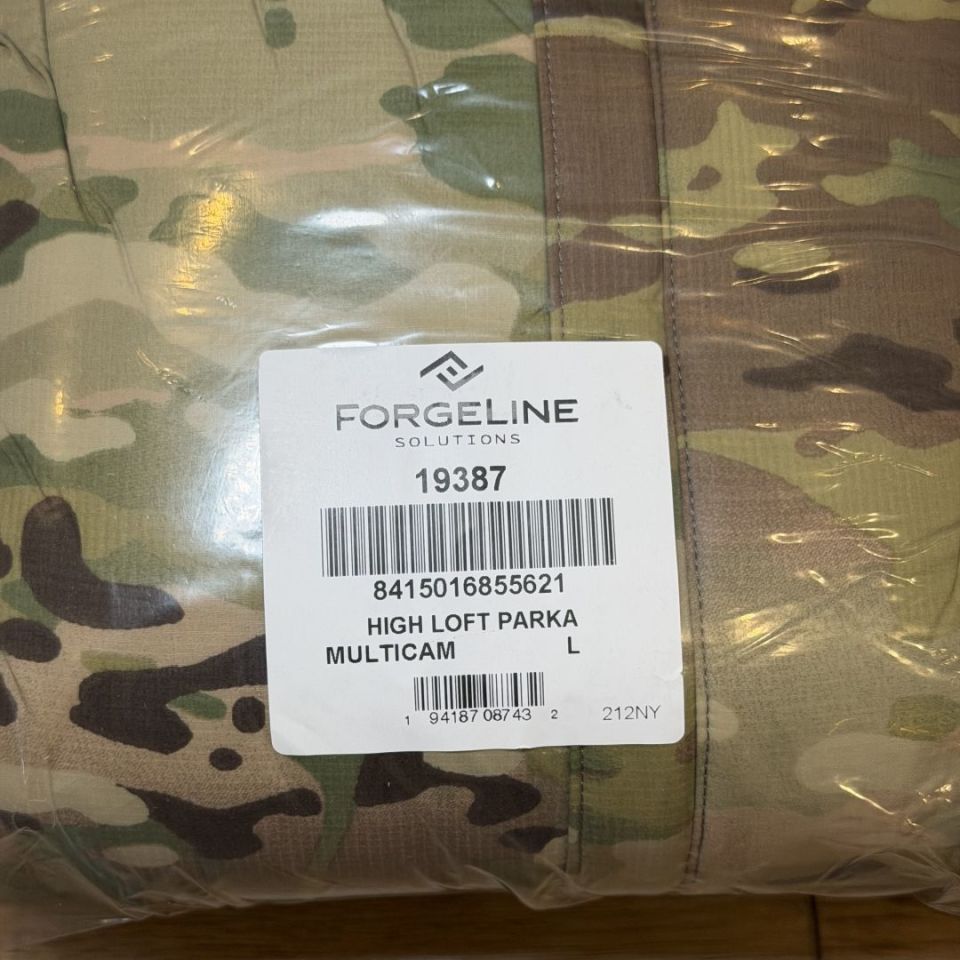 FORGELINE
SOLUTIONS
19387
8415016855621
HIGH LOFT PARKA
MULTICAM L
1 94187 08743 2 212NY